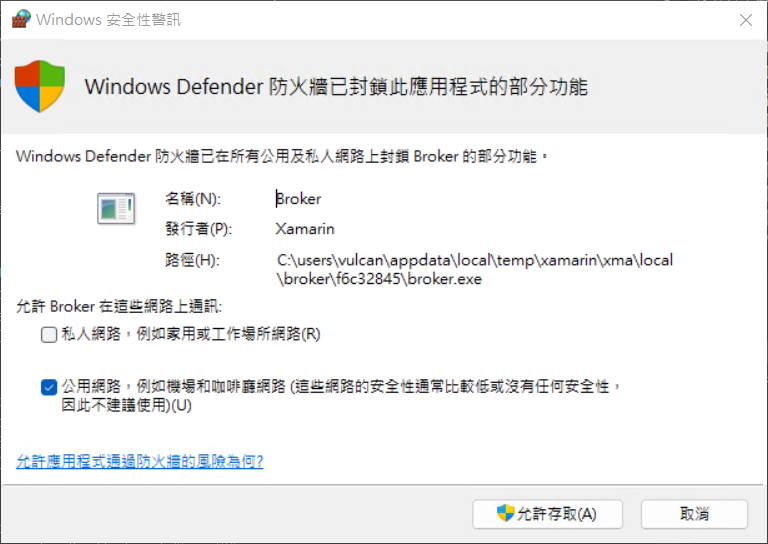 Windows 安全性警訊
Windows Defender 防火牆已封鎖此應用程式的部分功能
Windows Defender 防火牆已在所有公用及私人網路上封鎖 Broker 的部分功能。
名稱(N): Broker
發行者(P): Xamarin
路徑(H): C:\users\vulcan\appdata\local\temp\xamarin\xma\local
\broker\f6c32845\broker.exe
允許 Broker 在這些網路上通訊:
私人網路，例如家用或工作場所網路(R)
公用網路，例如機場和咖啡廳網路 (這些網路的安全性通常比較低或沒有任何安全性，
因此不建議使用)(U)
允許應用程式通過防火牆的風險為何?
允許存取(A) 取消